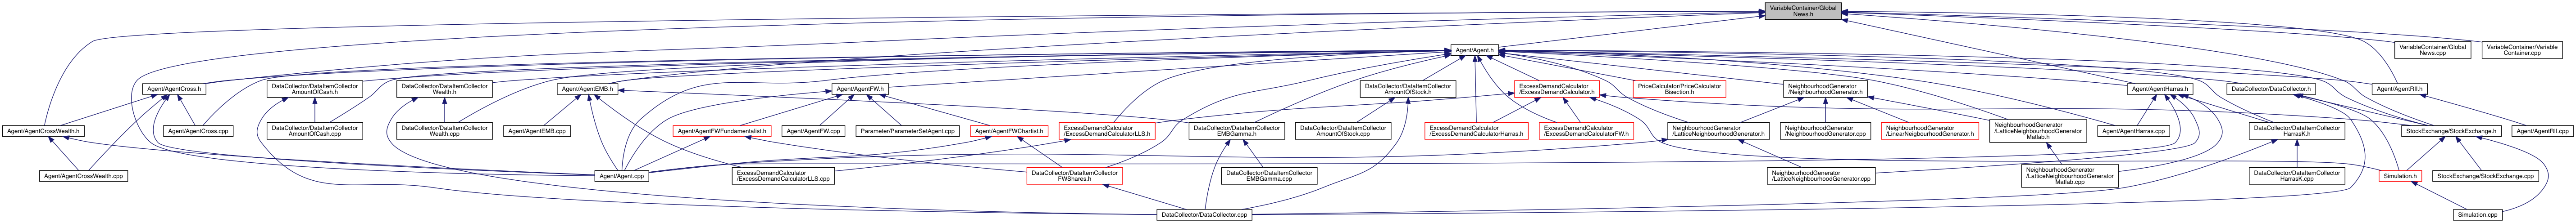 VariableContainer/Global
News.h
Agent/Agent.h
VariableContainer/Global
News.cpp
VariableContainer/Variable
Container.cpp
Agent/AgentCross.h
DataCollector/DataItemCollector
AmountOfCash.h
DataCollector/DataItemCollector
Wealth.h
Agent/AgentEMB.h
Agent/AgentFW.h
DataCollector/DataItemCollector
AmountOfStock.h
ExcessDemandCalculator
/ExcessDemandCalculator.h
PriceCalculator/PriceCalculator
Bisection.h
NeighbourhoodGenerator
/NeighbourhoodGenerator.h
Agent/AgentHarras.h
DataCollector/DataCollector.h
Agent/AgentRII.h
Agent/AgentCrossWealth.h
Agent/AgentCross.cpp
DataCollector/DataItemCollector
AmountOfCash.cpp
DataCollector/DataItemCollector
Wealth.cpp
Agent/AgentEMB.cpp
Agent/AgentFWFundamentalist.h
Agent/AgentFW.cpp
Parameter/ParameterSetAgent.cpp
Agent/AgentFWChartist.h
ExcessDemandCalculator
/ExcessDemandCalculatorLLS.h
DataCollector/DataItemCollector
EMBGamma.h
DataCollector/DataItemCollector
AmountOfStock.cpp
ExcessDemandCalculator
/ExcessDemandCalculatorHarras.h
ExcessDemandCalculator
/ExcessDemandCalculatorFW.h
NeighbourhoodGenerator
/LatticeNeighbourhoodGenerator.h
NeighbourhoodGenerator
/NeighbourhoodGenerator.cpp
NeighbourhoodGenerator
/LinearNeighbourhoodGenerator.h
NeighbourhoodGenerator
/LatticeNeighbourhoodGenerator
Matlab.h
Agent/AgentHarras.cpp
DataCollector/DataItemCollector
HarrasK.h
StockExchange/StockExchange.h
Agent/AgentRII.cpp
Agent/AgentCrossWealth.cpp
Agent/Agent.cpp
ExcessDemandCalculator
/ExcessDemandCalculatorLLS.cpp
DataCollector/DataItemCollector
FWShares.h
DataCollector/DataItemCollector
EMBGamma.cpp
NeighbourhoodGenerator
/LatticeNeighbourhoodGenerator.cpp
NeighbourhoodGenerator
/LatticeNeighbourhoodGenerator
Matlab.cpp
DataCollector/DataItemCollector
HarrasK.cpp
Simulation.h
StockExchange/StockExchange.cpp
DataCollector/DataCollector.cpp
Simulation.cpp